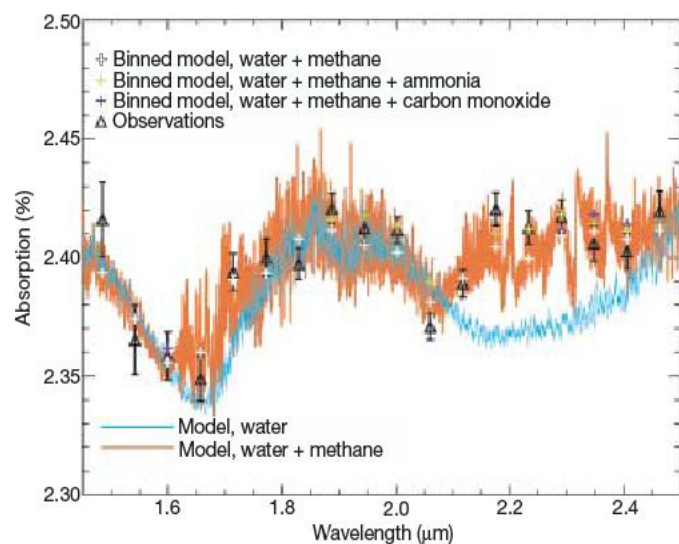 2.50
Binned model, water + methane
Binned model, water + methane + ammonia
Binned model, water + methane + carbon monoxide
Observations
2.45
2.40
2.35
2.30
Absorption (%)
Model, water
Model, water + methane
1.6 1.8 2.0 2.2 2.4
Wavelength (μm)